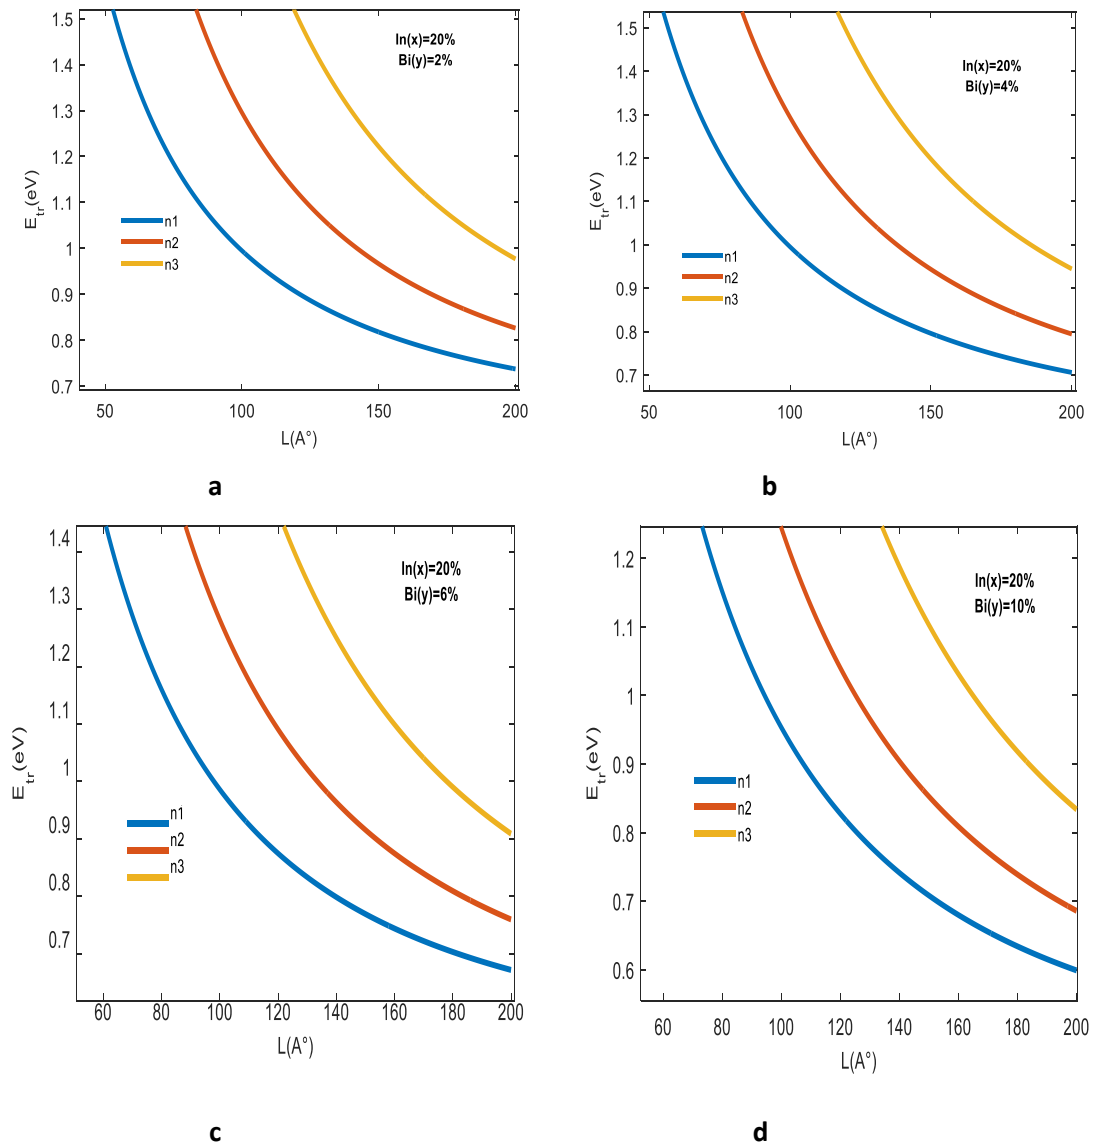 1.5
1.4
1.3
1.2
1.1
1
0.9
0.8
0.7
E_tr(eV)
In(x)=20%
Bi(y)=2%
n1
n2
n3
50
100
150
200
L(A°)
a
1.5
1.4
1.3
1.2
1.1
1
0.9
0.8
0.7
E_tr(eV)
In(x)=20%
Bi(y)=4%
n1
n2
n3
50
100
150
200
L(A°)
b
1.4
1.3
1.2
1.1
1
0.9
0.8
0.7
E_tr(eV)
In(x)=20%
Bi(y)=6%
n1
n2
n3
60
80
100
120
140
160
180
200
L(A°)
c
1.2
1.1
1
0.9
0.8
0.7
0.6
E_tr(eV)
In(x)=20%
Bi(y)=10%
n1
n2
n3
60
80
100
120
140
160
180
200
L(A°)
d